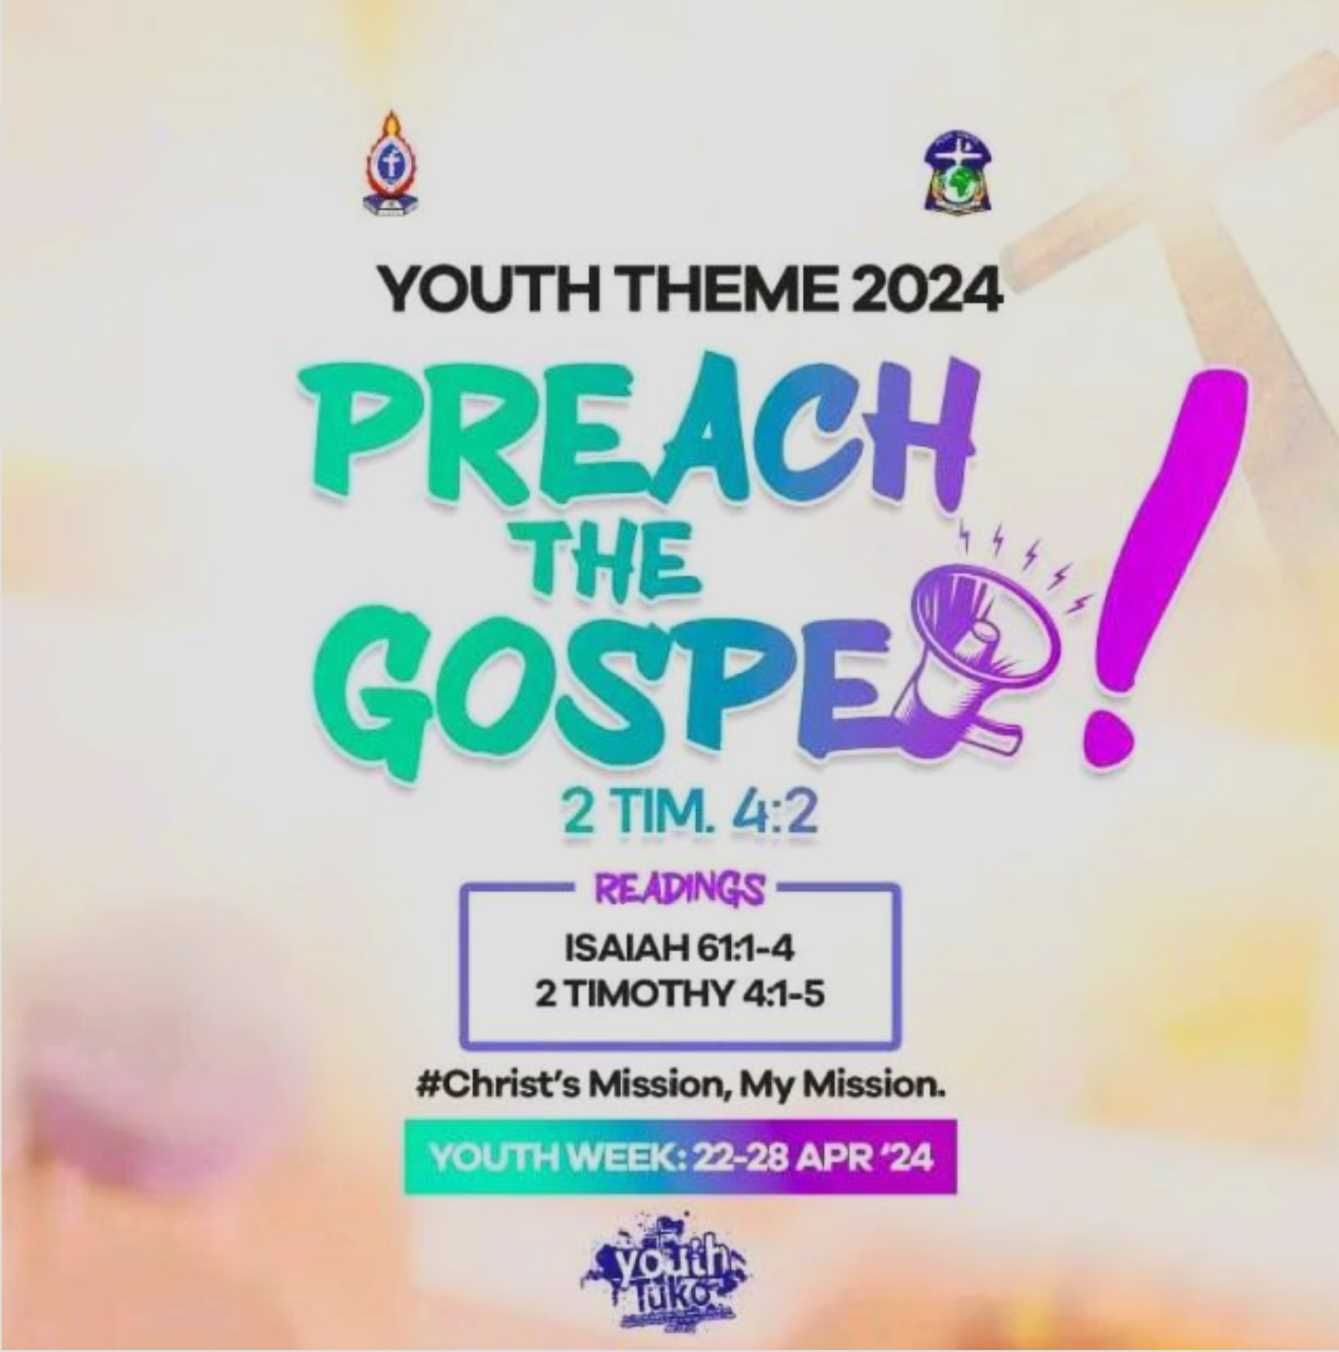 YOUTH THEME 2024
PREACH
THE
GOSPEL!
2 TIM. 4:2
READINGS
ISAIAH 61:1-4
2 TIMOTHY 4:1-5
#Christ's Mission, My Mission.
YOUTH WEEK: 22-28 APR '24
youth
Tuko